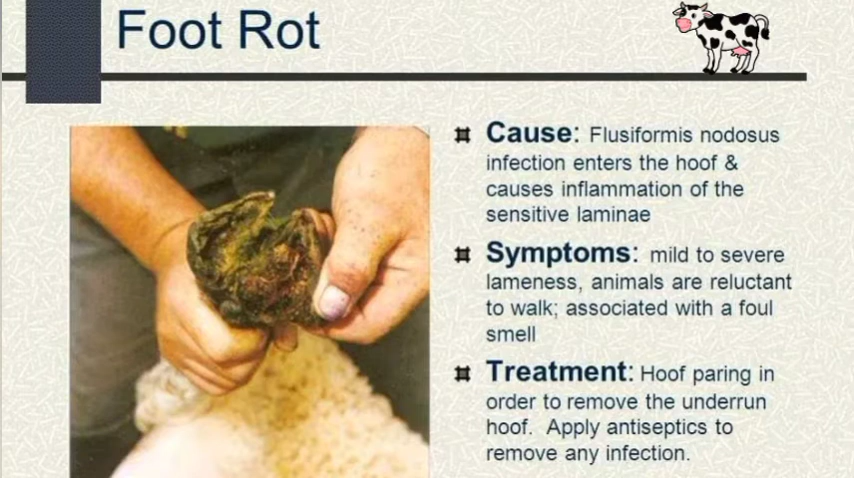 Foot Rot
Cause: Flusiformis nodosus
infection enters the hoof &
causes inflammation of the
sensitive laminae
Symptoms: mild to severe
lameness, animals are reluctant
to walk; associated with a foul
smell
Treatment: Hoof paring in
order to remove the underrun
hoof. Apply antiseptics to
remove any infection.